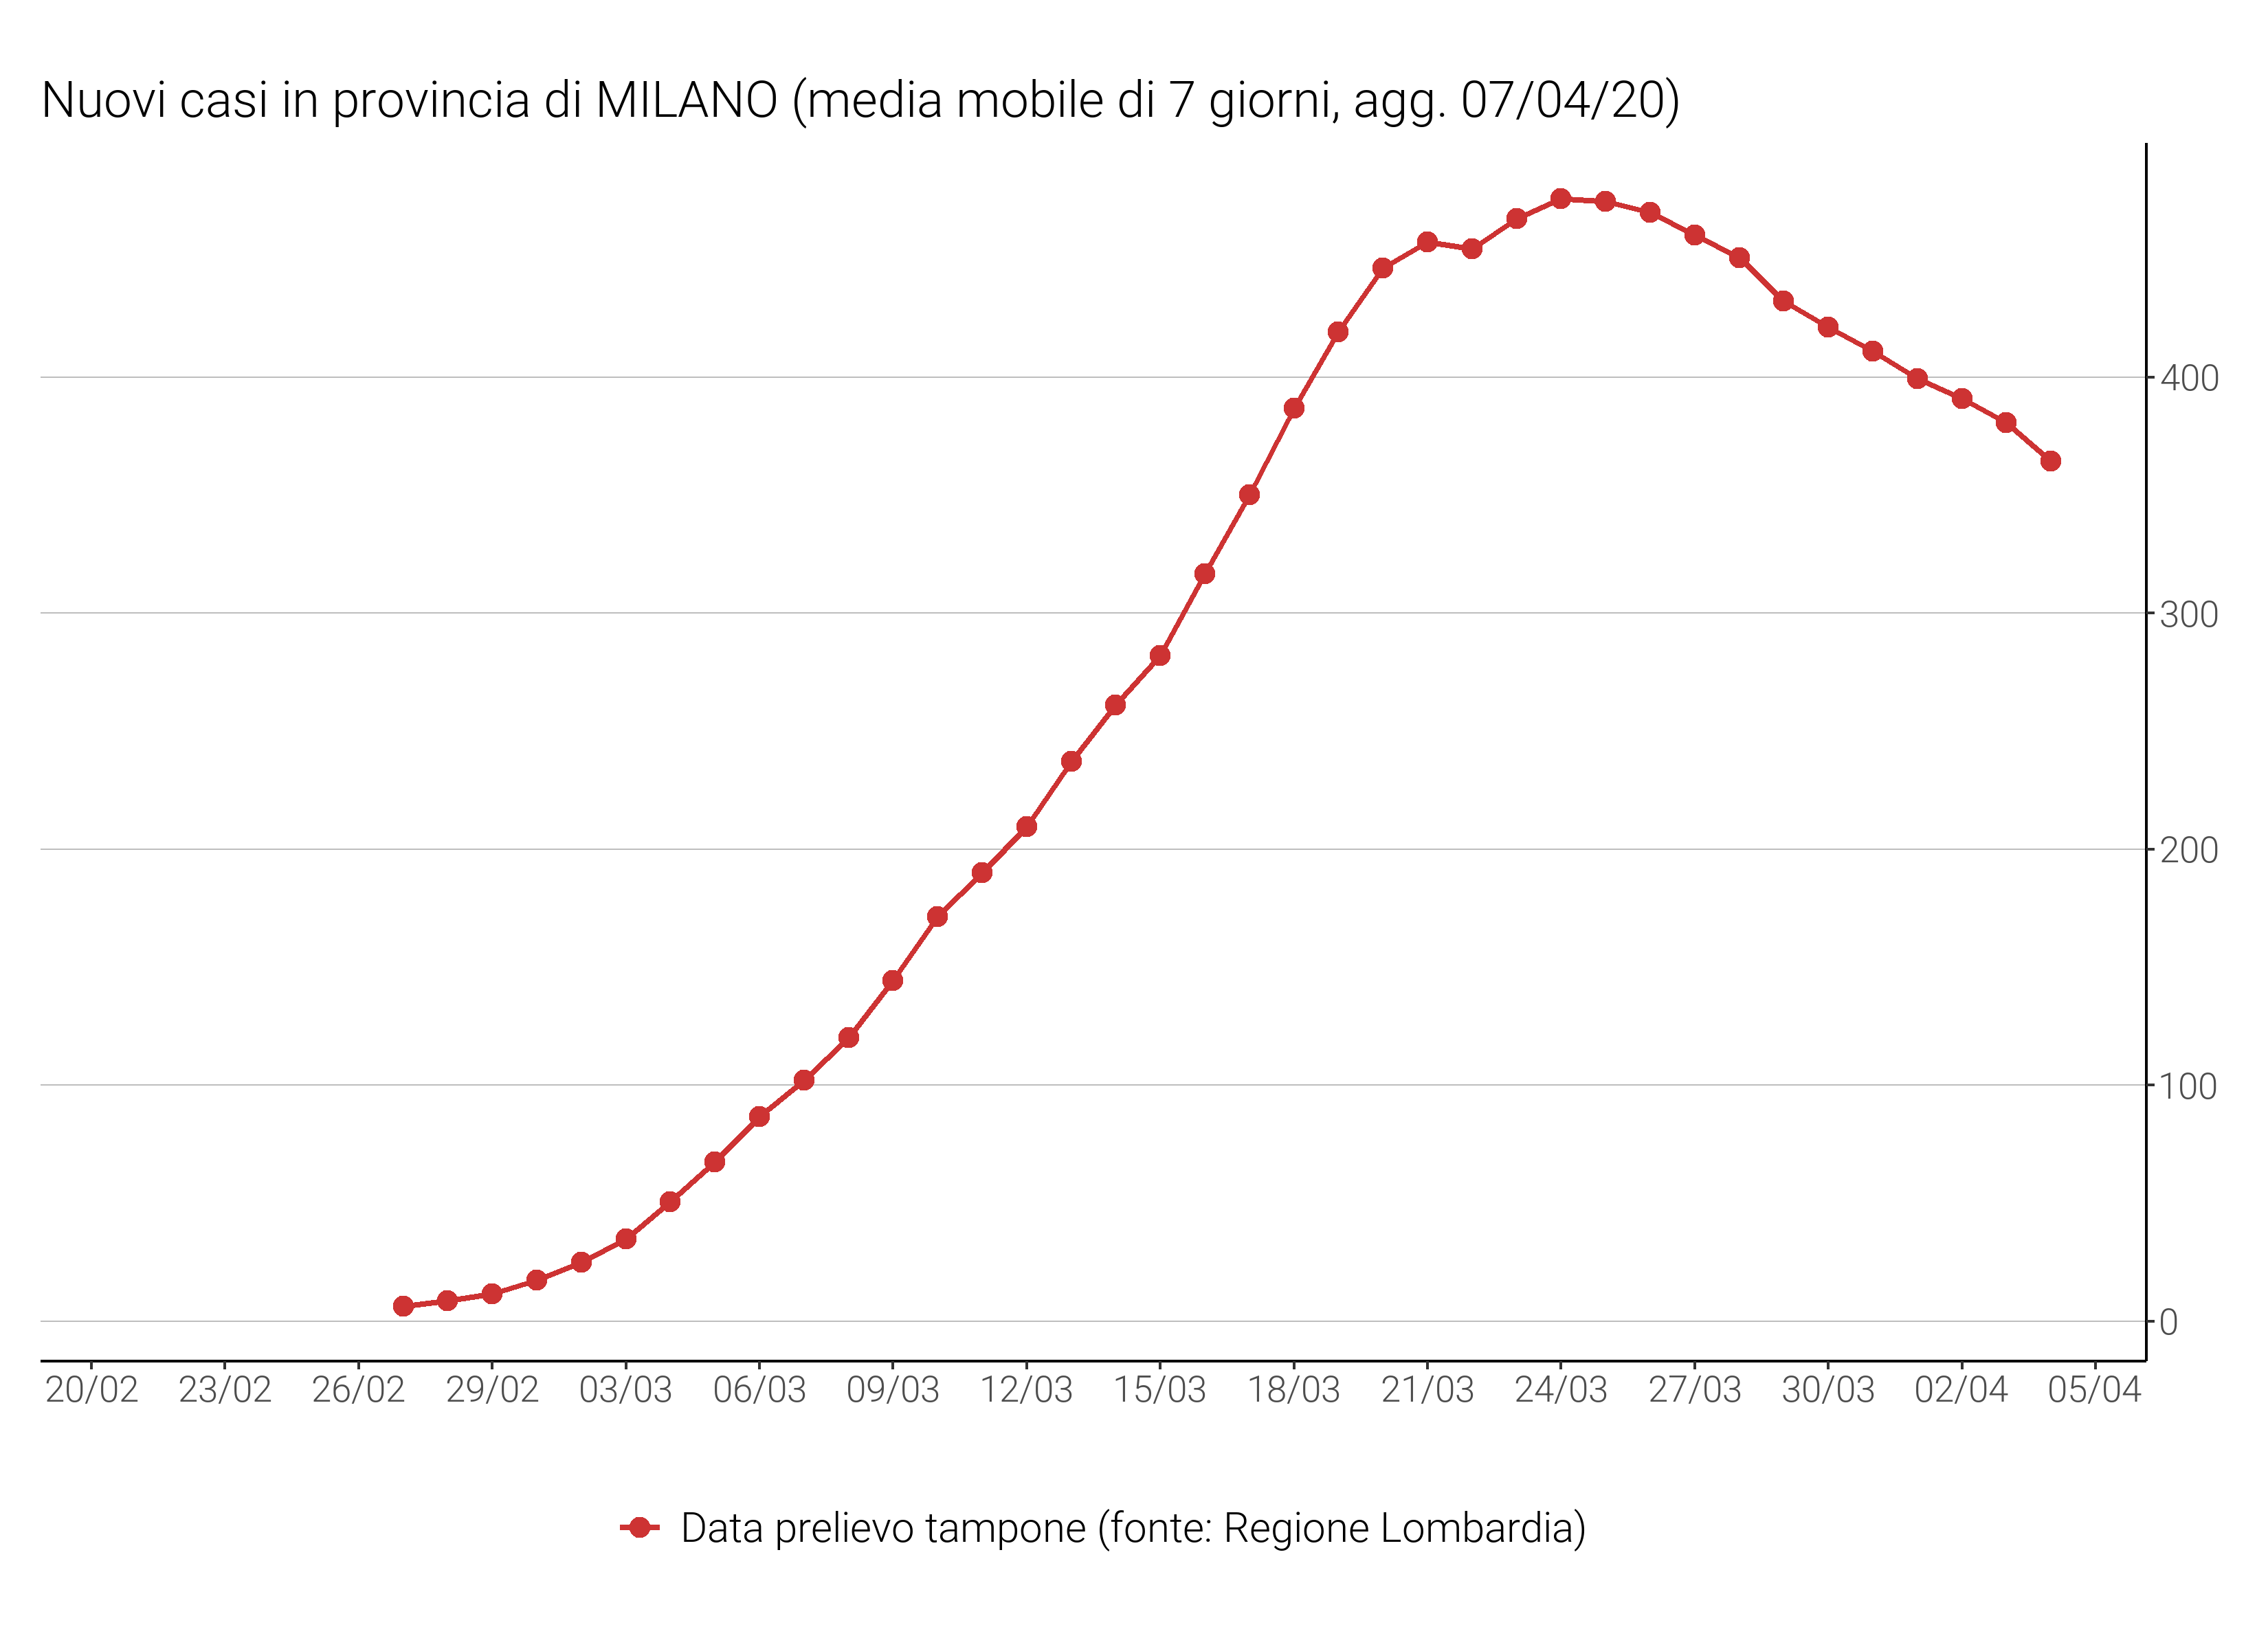 Nuovi casi in provincia di MILANO (media mobile di 7 giorni, agg. 07/04/20)
400
300
200
100
0
20/02 23/02 26/02 29/02 03/03 06/03 09/03 12/03 15/03 18/03 21/03 24/03 27/03 30/03 02/04 05/04
Data prelievo tampone (fonte: Regione Lombardia)